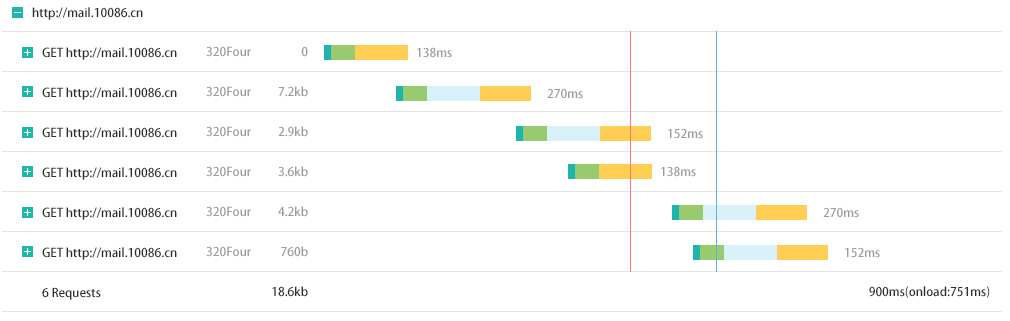 http://mail.10086.cn
GET http://mail.10086.cn 320Four 0 138ms
GET http://mail.10086.cn 320Four 7.2kb 270ms
GET http://mail.10086.cn 320Four 2.9kb 152ms
GET http://mail.10086.cn 320Four 3.6kb 138ms
GET http://mail.10086.cn 320Four 4.2kb 270ms
GET http://mail.10086.cn 320Four 760b 152ms
6 Requests 18.6kb 900ms(onload:751ms)